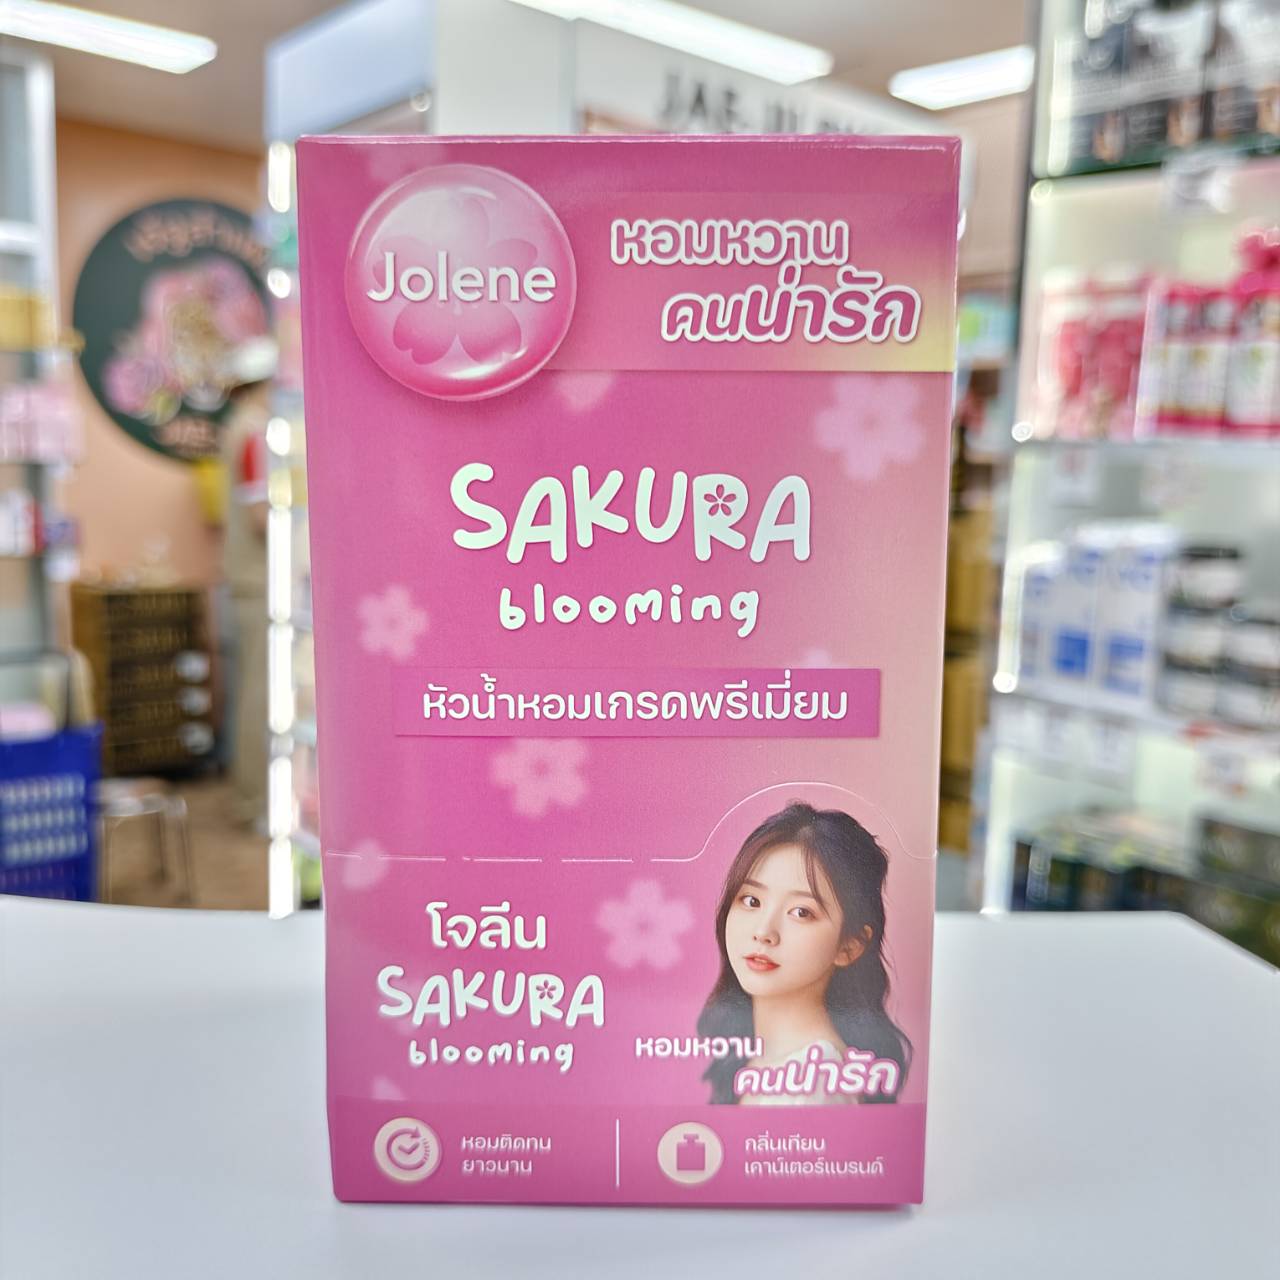 Jolene
หอมหวาน
คนน่ารัก
SAKURA
blooming
หัวน้ำหอมเกรดพรีเมี่ยม
โจลีน
SAKURA
blooming
หอมหวาน
คนน่ารัก
หอมติดทน
ยาวนาน
กลิ่นเทียบ
เคาน์เตอร์แบรนด์